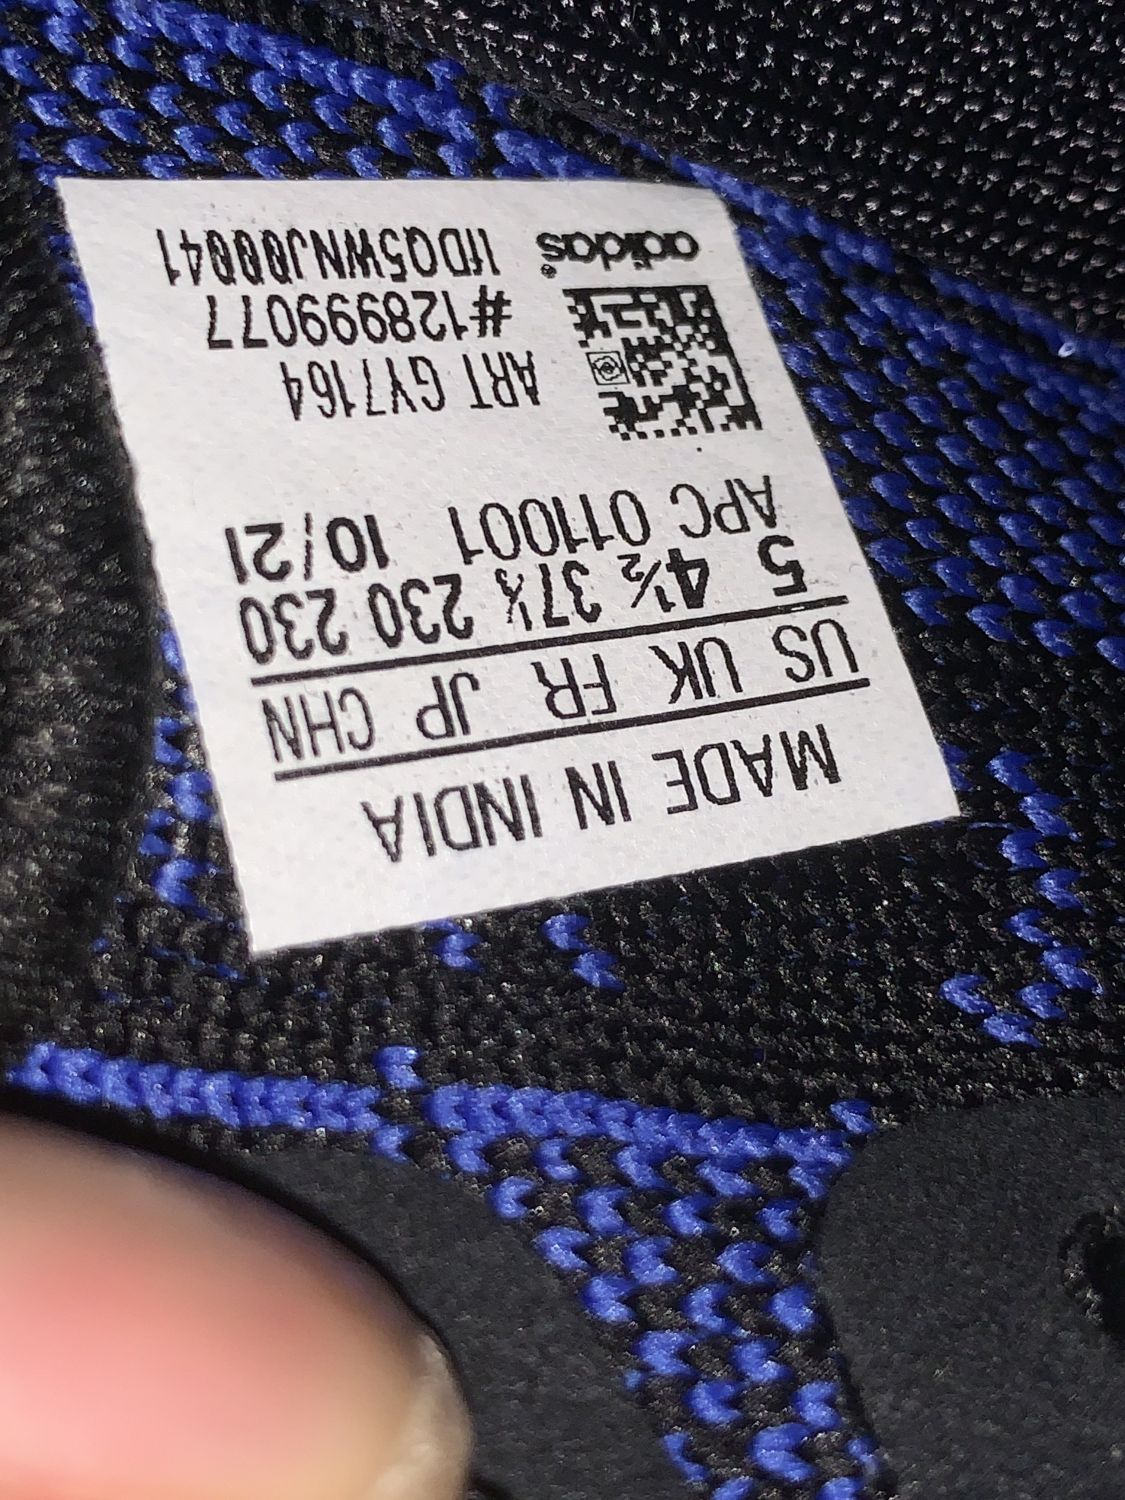 MADE IN INDIA
US UK FR JP CHN
5 4½ 37⅓ 230 230
APC 011001 10/21
ART GY7164
#12899077
adidas® IfDQ5WNJ00041